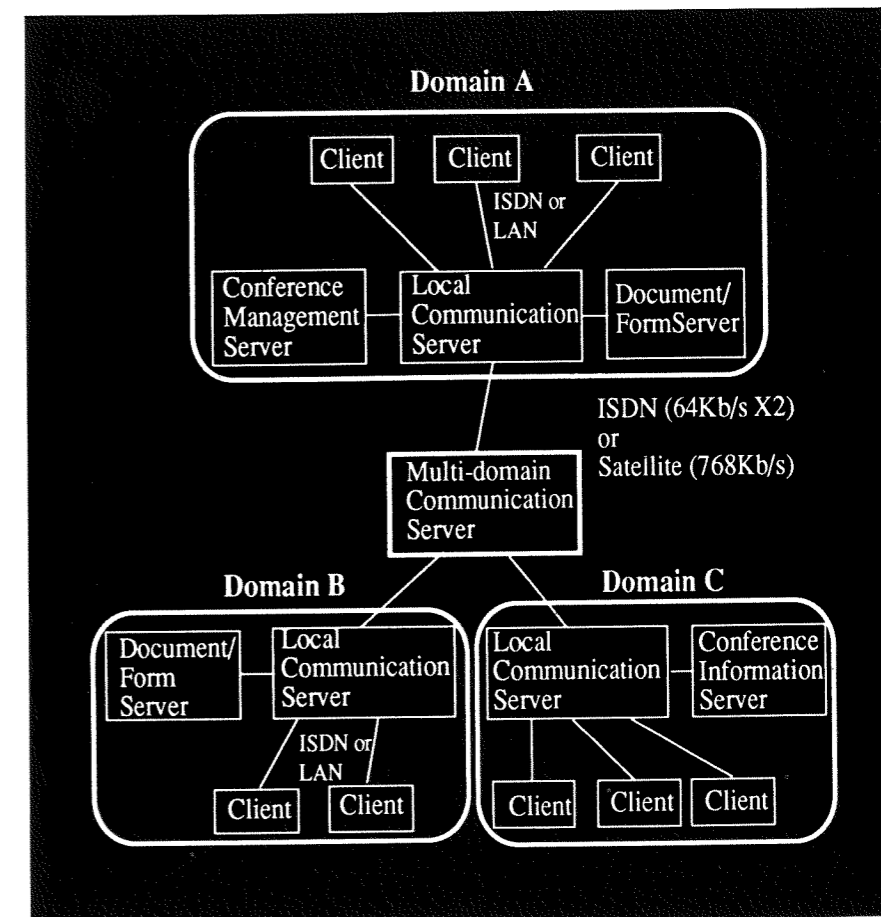 Domain A
Client
Client
Client
ISDN or
LAN
Conference
Management
Server
Local
Communication
Server
Document/
FormServer
ISDN (64Kb/s X2)
or
Satellite (768Kb/s)
Multi-domain
Communication
Server
Domain B
Document/
Form
Server
Local
Communication
Server
ISDN or
LAN
Client
Client
Domain C
Local
Communication
Server
Conference
Information
Server
Client
Client
Client